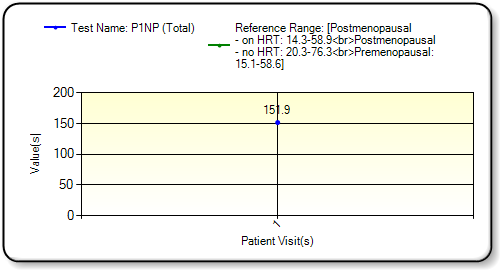 Test Name: P1NP (Total)
Reference Range: [Postmenopausal
- on HRT: 14.3-58.9<br>Postmenopausal
- no HRT: 20.3-76.3<br>Premenopausal:
15.1-58.6]
200
151.9
150
100
50
0
Value(s)
Patient Visit(s)